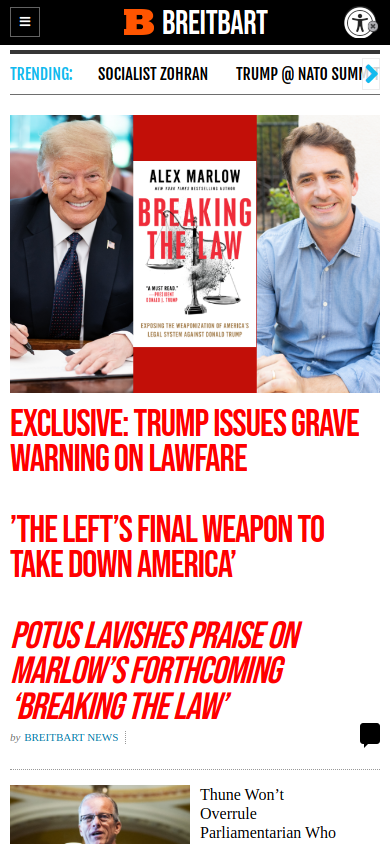 BREITBART
TRENDING:
SOCIALIST ZOHRAN
TRUMP @ NATO SUMM
ALEX MARLOW
NEW YORK TIMES BESTSELLING AUTHOR
BREAKING
THE LAW
"A MUST READ."
—PRESIDENT
DONALD J. TRUMP
EXPOSING THE WEAPONIZATION OF AMERICA'S
LEGAL SYSTEM AGAINST DONALD TRUMP
EXCLUSIVE: TRUMP ISSUES GRAVE
WARNING ON LAWFARE
’THE LEFT’S FINAL WEAPON TO
TAKE DOWN AMERICA’
POTUS LAVISHES PRAISE ON
MARLOW’S FORTHCOMING
‘BREAKING THE LAW’
by BREITBART NEWS
Thune Won’t
Overrule
Parliamentarian Who